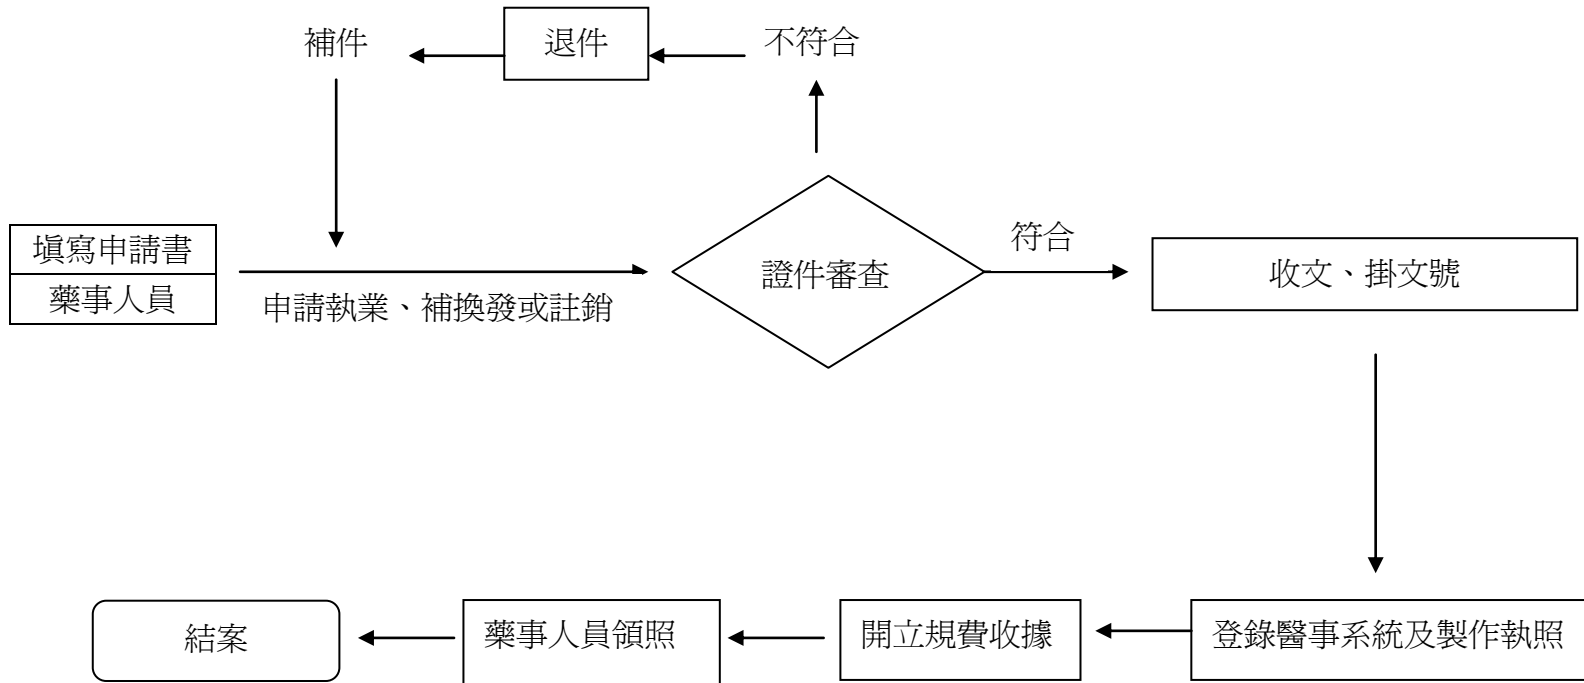 補件
退件
不符合
填寫申請書
藥事人員
申請執業、補換發或註銷
證件審查
符合
收文、掛文號
結案
藥事人員領照
開立規費收據
登錄醫事系統及製作執照